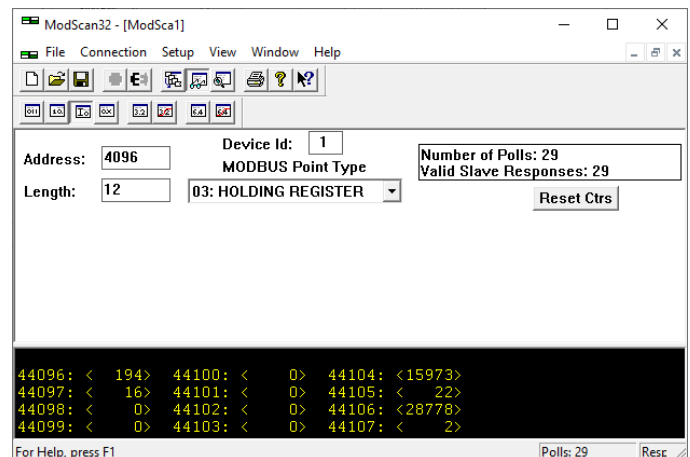 ModScan32 - [ModSca1]
File Connection Setup View Window Help
Address: 4096
Device Id: 1
MODBUS Point Type
Length: 12
03: HOLDING REGISTER
Number of Polls: 29
Valid Slave Responses: 29
Reset Ctrs
44096: < 194> 44100: < 0> 44104: <15973>
44097: < 16> 44101: < 0> 44105: < 22>
44098: < 0> 44102: < 0> 44106: <28778>
44099: < 0> 44103: < 0> 44107: < 2>
For Help, press F1
Polls: 29
Resp